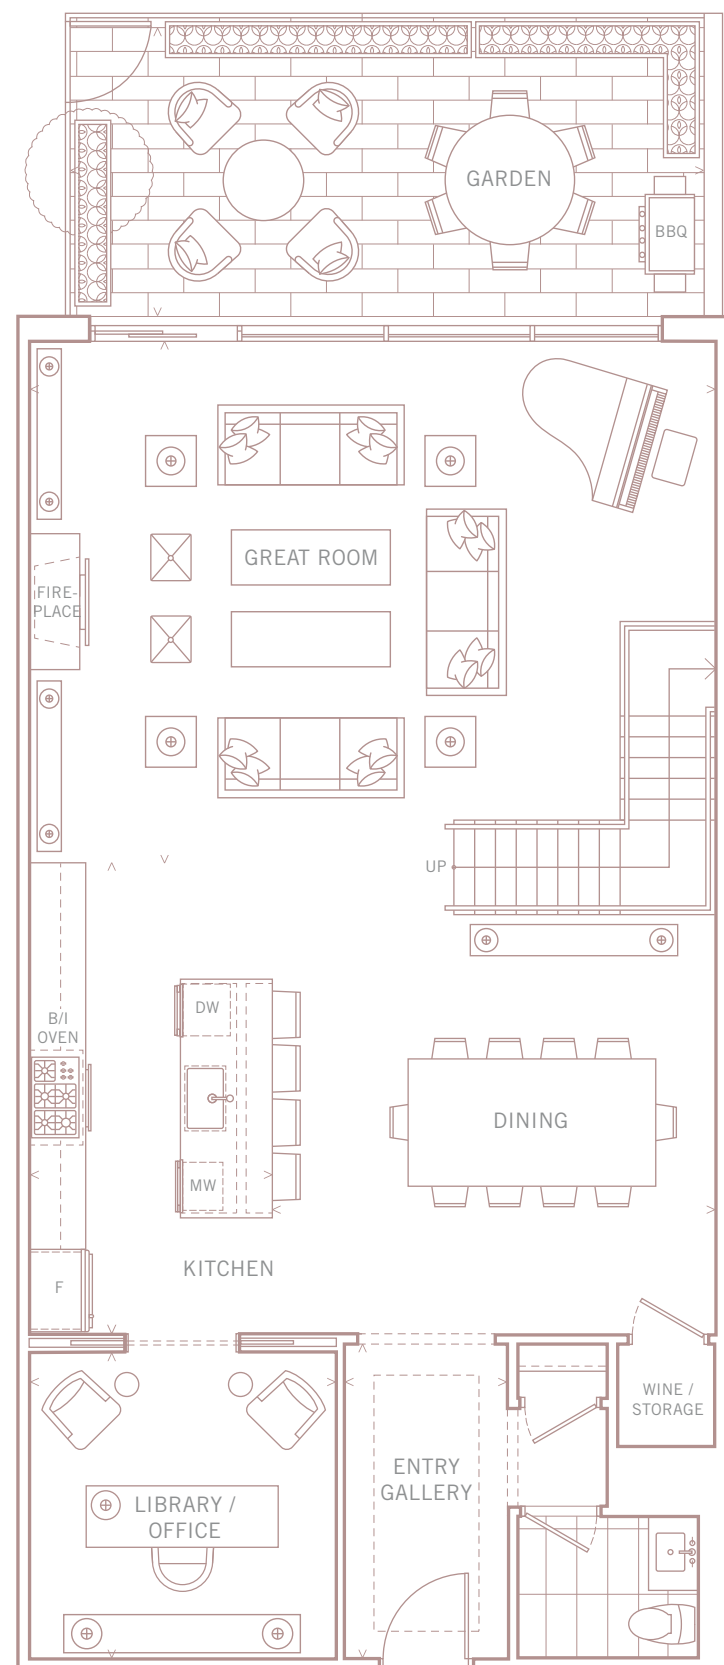 GARDEN
BBQ
GREAT ROOM
FIRE-
PLACE
UP
B/I
OVEN
DW
DINING
MW
KITCHEN
F
WINE /
STORAGE
ENTRY
GALLERY
LIBRARY /
OFFICE